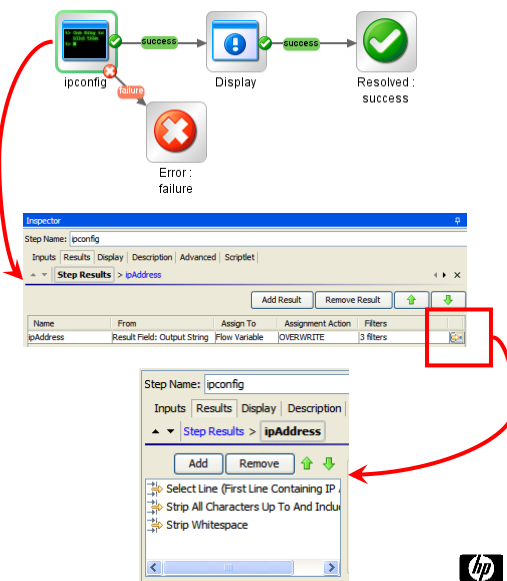 success
success
ipconfig
failure
Display
Resolved :
success
Error :
failure
Inspector
Step Name: ipconfig
Inputs Results Display Description Advanced Scriptlet
Step Results > ipAddress
Add Result Remove Result
Name From Assign To Assignment Action Filters
ipAddress Result Field: Output String Flow Variable OVERWRITE 3 filters
Step Name: ipconfig
Inputs Results Display Description
Step Results > ipAddress
Add Remove
Select Line (First Line Containing IP
Strip All Characters Up To And Inclu
Strip Whitespace
hp